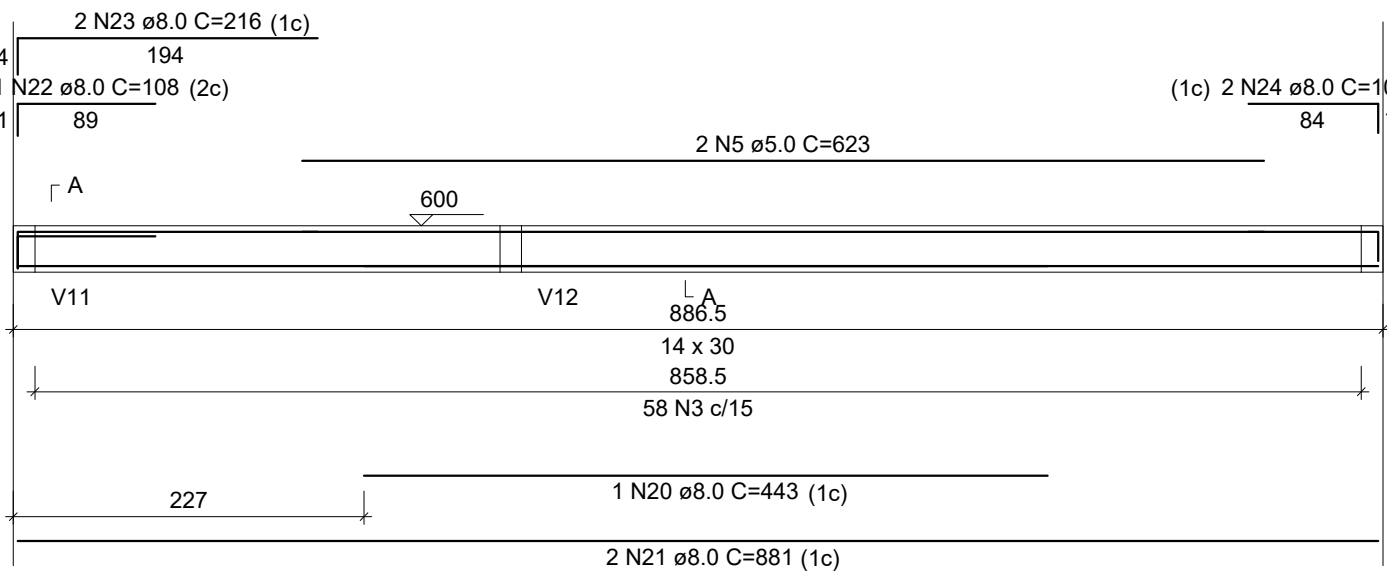 2 N23 ø8.0 C=216 (1c)
194
N22 ø8.0 C=108 (2c)
89
(1c) 2 N24 ø8.0
84
2 N5 ø5.0 C=623
A
600
V11
V12
A
886.5
14 x 30
858.5
58 N3 c/15
1 N20 ø8.0 C=443 (1c)
227
2 N21 ø8.0 C=881 (1c)